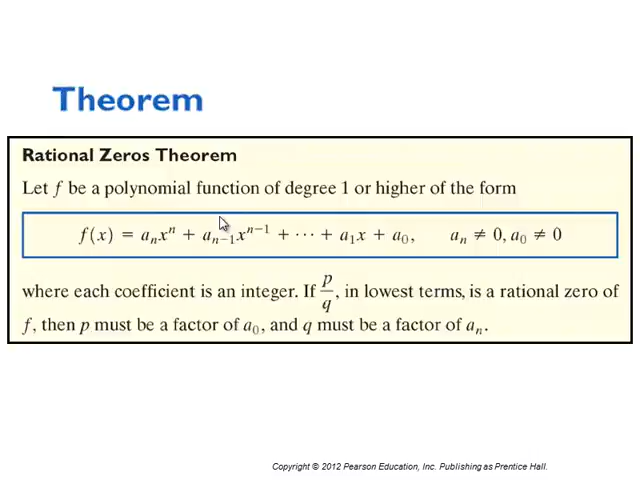 Theorem
Rational Zeros Theorem
Let f be a polynomial function of degree 1 or higher of the form
f(x) = aₙxⁿ + aₙ₋₁xⁿ⁻¹ + ··· + a₁x + a₀,    aₙ ≠ 0, a₀ ≠ 0
where each coefficient is an integer. If p/q, in lowest terms, is a rational zero of
f, then p must be a factor of a₀, and q must be a factor of aₙ.
Copyright © 2012 Pearson Education, Inc. Publishing as Prentice Hall.